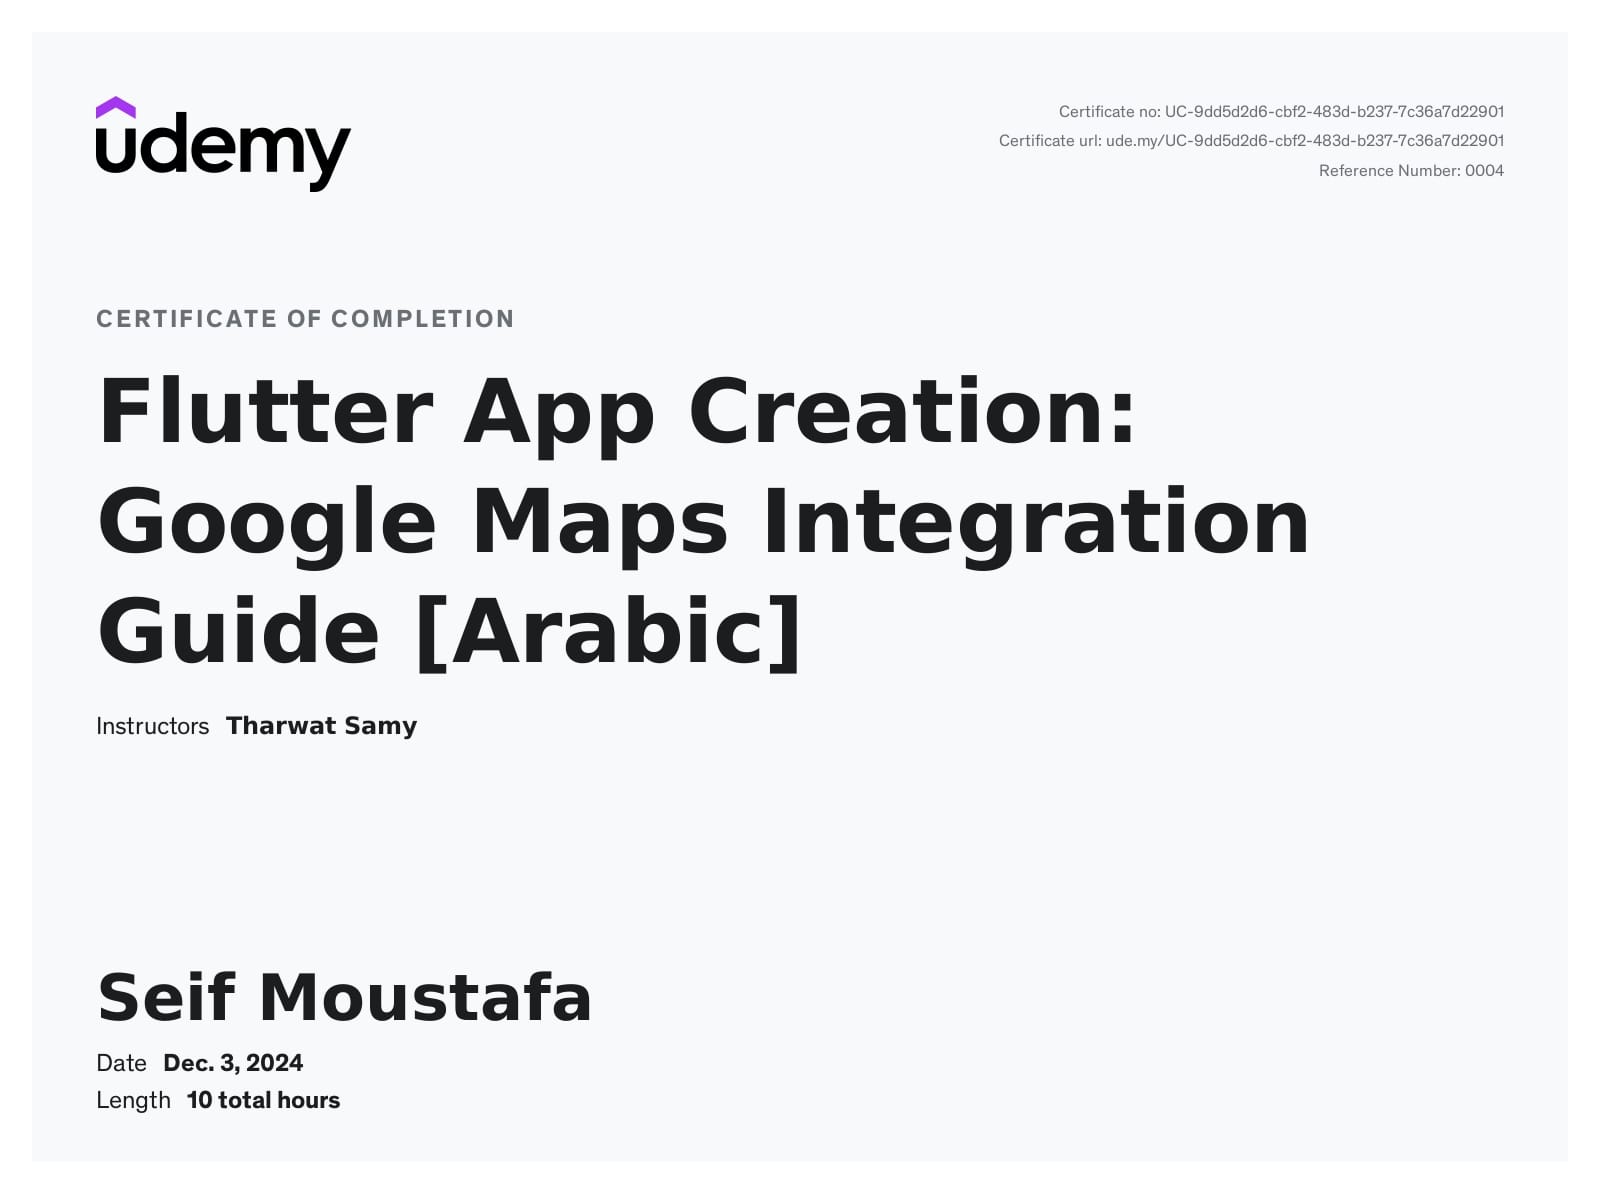 udemy
Certificate no: UC-9dd5d2d6-cbf2-483d-b237-7c36a7d22901
Certificate url: ude.my/UC-9dd5d2d6-cbf2-483d-b237-7c36a7d22901
Reference Number: 0004
CERTIFICATE OF COMPLETION
Flutter App Creation:
Google Maps Integration
Guide [Arabic]
Instructors Tharwat Samy
Seif Moustafa
Date Dec. 3, 2024
Length 10 total hours